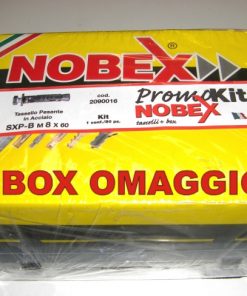 NOBEX
cod.
2090016
Tassello Pesante
in Acciaio
SXP-B M 8 x 60
Kit
PromoKit
NOBEX
tasselli + box
BOX OMAGGIO